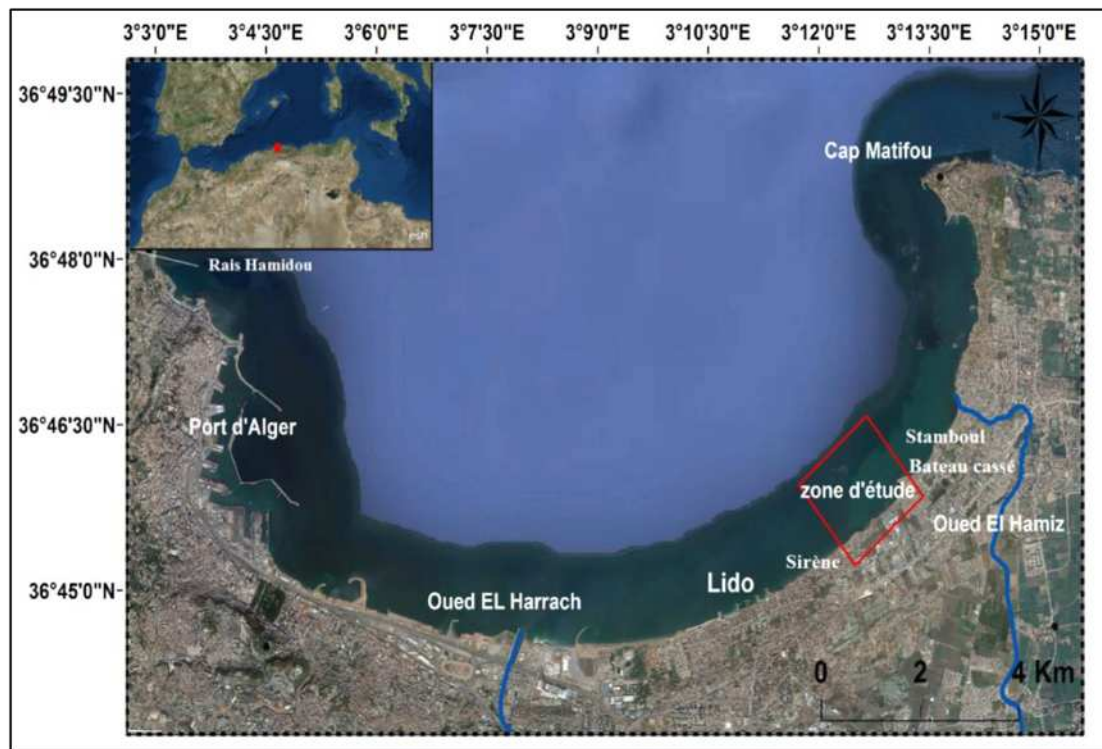 3°3'0"E 3°4'30"E 3°6'0"E 3°7'30"E 3°9'0"E 3°10'30"E 3°12'0"E 3°13'30"E 3°15'0"E
36°49'30"N
Cap Matifou
esri
36°48'0"N
Rais Hamidou
36°46'30"N
Port d'Alger
Stamboul
Bateau cassé
zone d'étude
Oued El Hamiz
Sirène
36°45'0"N
Lido
Oued EL Harrach
0 2 4 Km